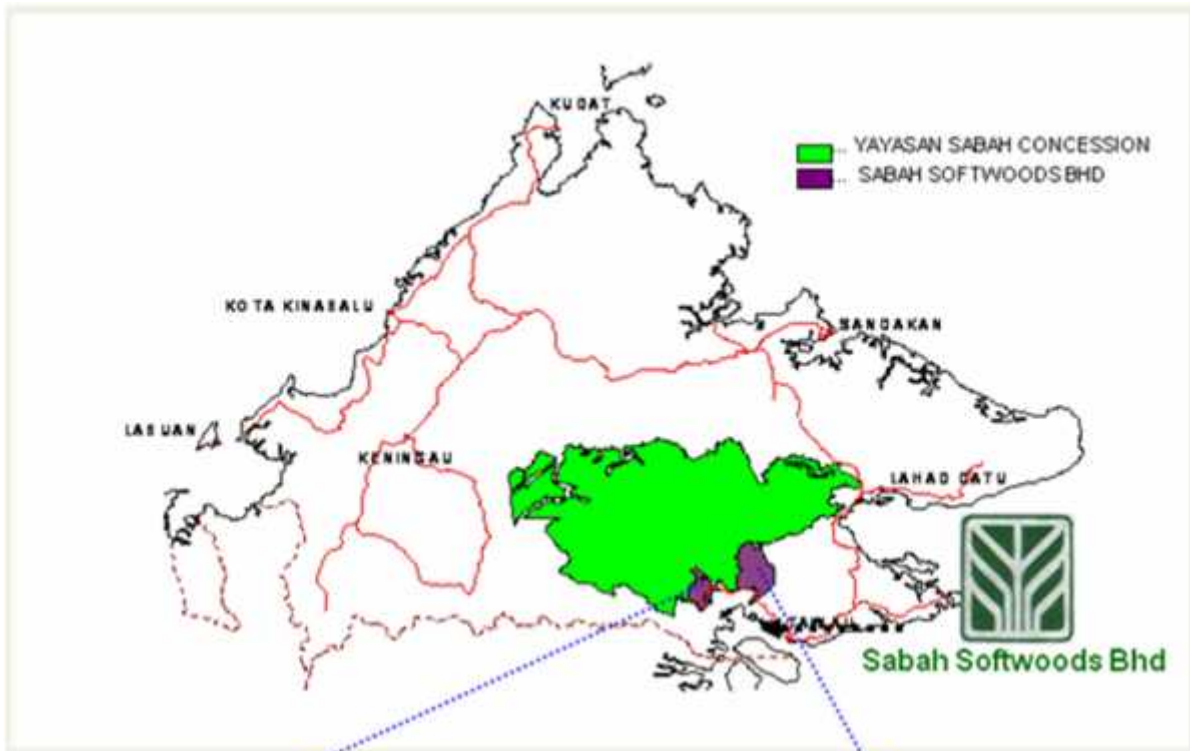 KUDAT
... YAYASAN SABAH CONCESSION
... SABAH SOFTWOODS BHD
KOTA KINABALU
SANDAKAN
LABUAN
KENINGAU
LAHAD DATU
Sabah Softwoods Bhd